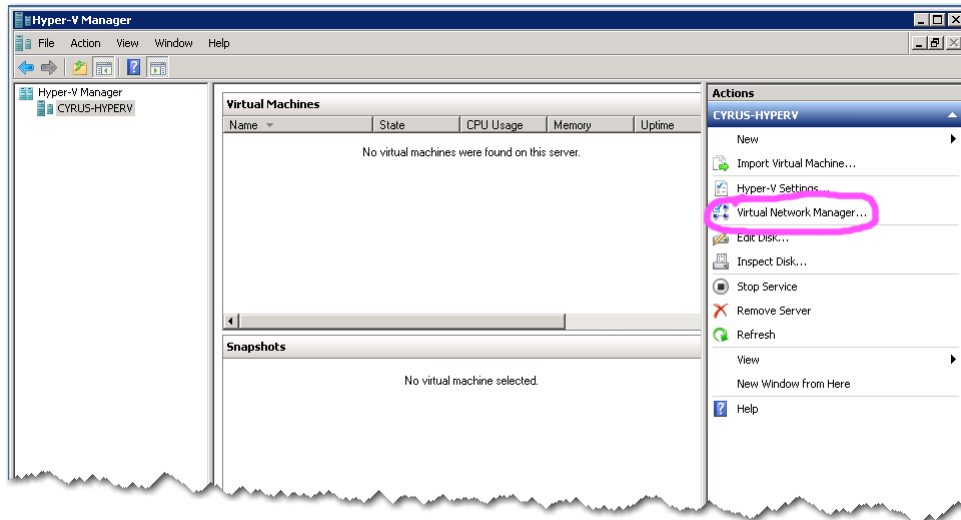 Hyper-V Manager
File Action View Window Help
Hyper-V Manager
CYRUS-HYPERV
Virtual Machines
Name State CPU Usage Memory Uptime
No virtual machines were found on this server.
Snapshots
No virtual machine selected.
Actions
CYRUS-HYPERV
New
Import Virtual Machine...
Hyper-V Settings...
Virtual Network Manager...
Edit Disk...
Inspect Disk...
Stop Service
Remove Server
Refresh
View
New Window from Here
Help